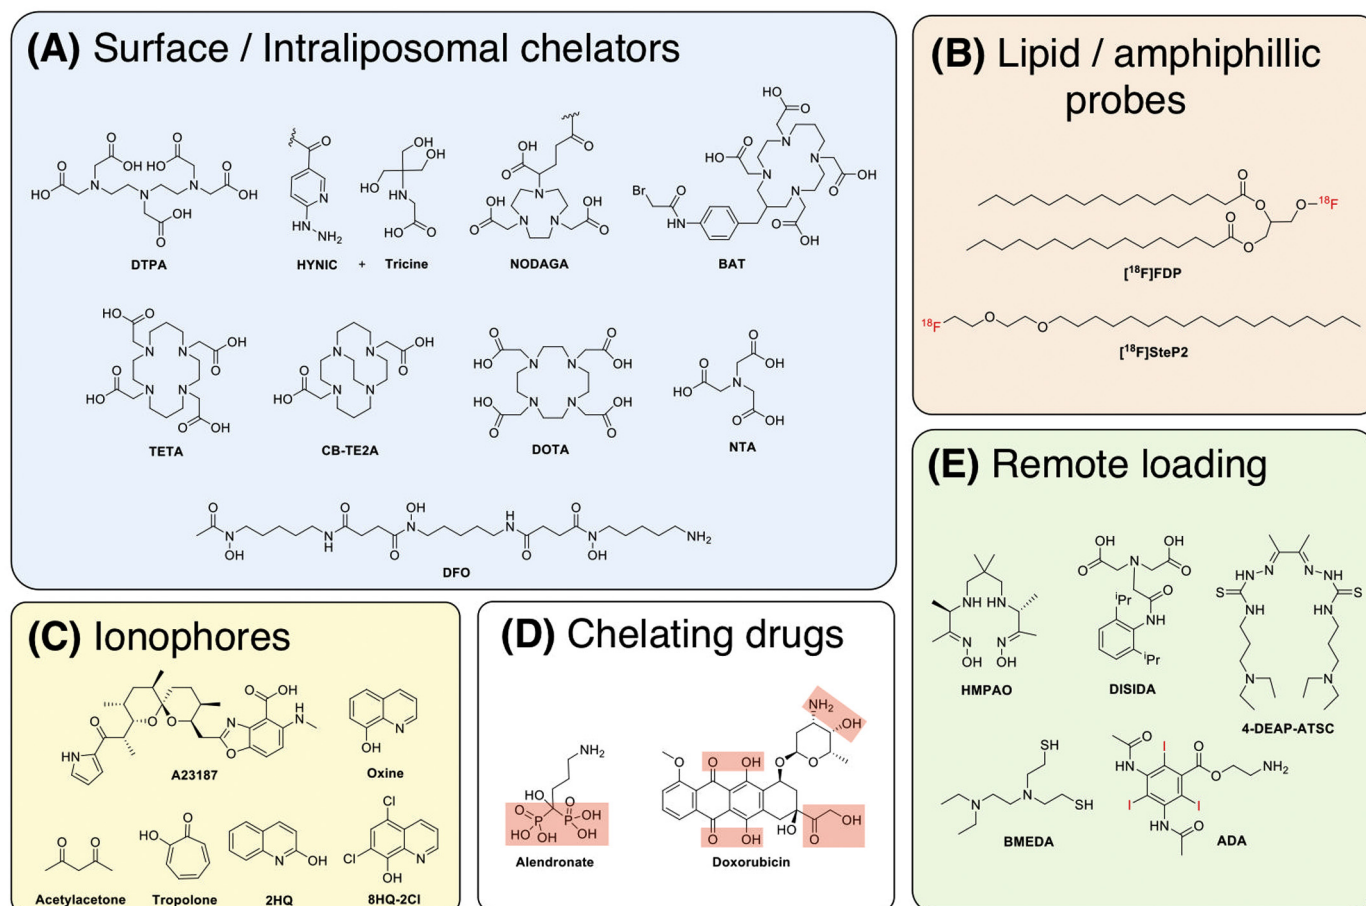 (A) Surface / Intraliposomal chelators
DTPA
HYNIC + Tricine
NODAGA
BAT
TETA
CB-TE2A
DOTA
NTA
DFO
(B) Lipid / amphiphillic
probes
[¹⁸F]FDP
[¹⁸F]SteP2
(C) Ionophores
A23187
Oxine
Acetylacetone
Tropolone
2HQ
8HQ-2Cl
(D) Chelating drugs
Alendronate
Doxorubicin
(E) Remote loading
HMPAO
DISIDA
4-DEAP-ATSC
BMEDA
ADA